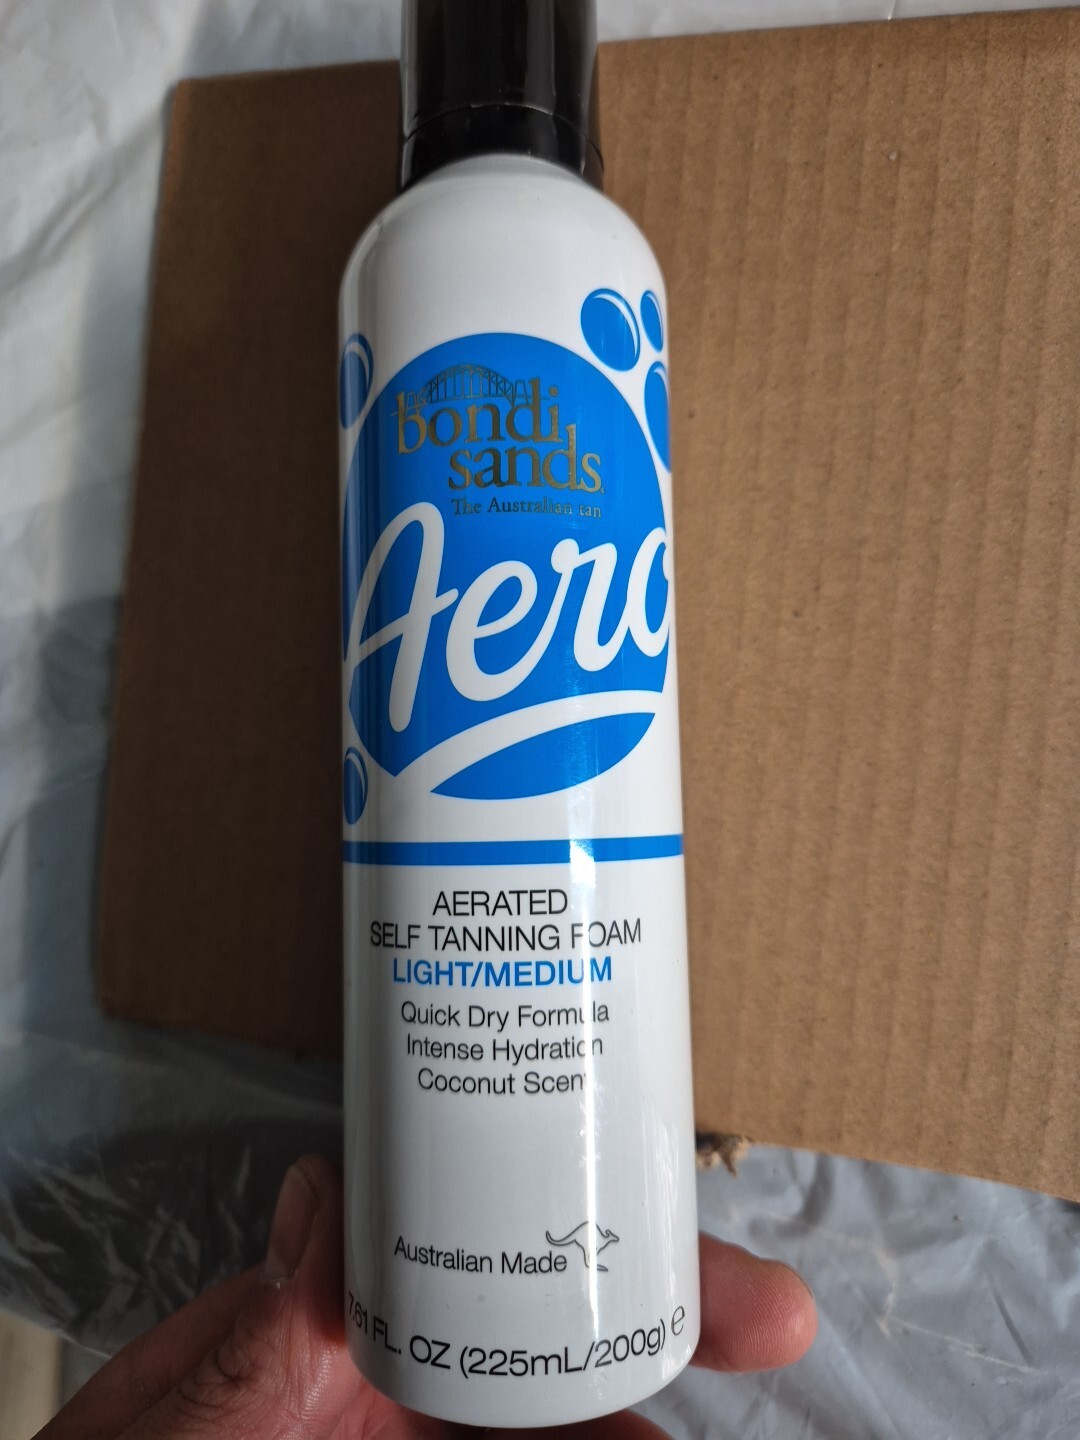 bondi
sands
The Australian tan
Aero
AERATED
SELF TANNING FOAM
LIGHT/MEDIUM
Quick Dry Formula
Intense Hydration
Coconut Scent
Australian Made
7.61 FL. OZ (225mL/200g) e